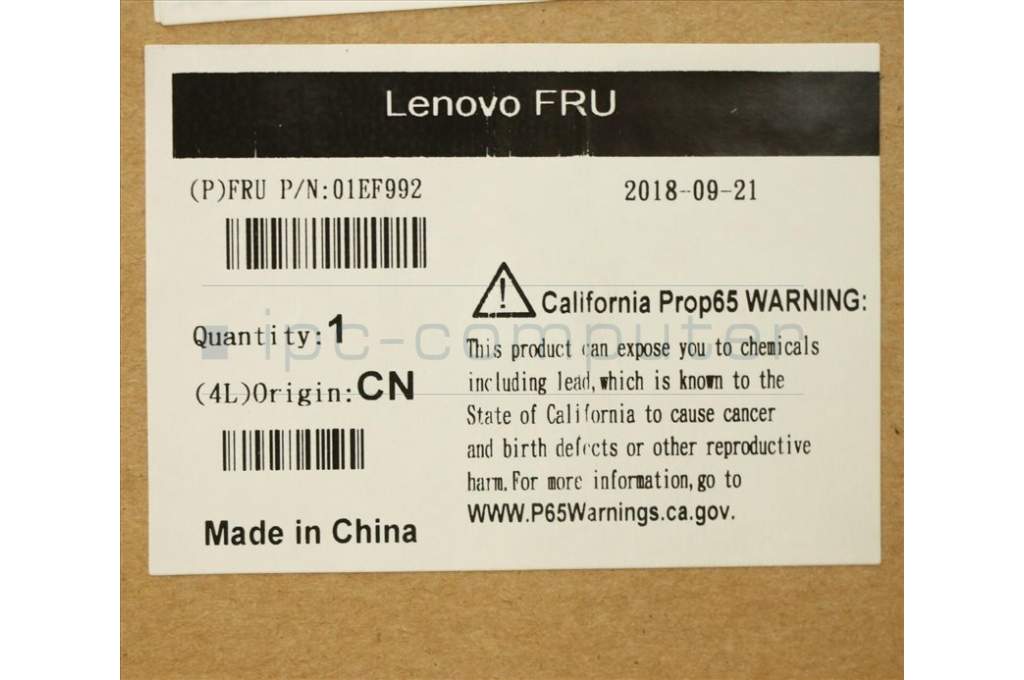 Lenovo FRU
(P)FRU P/N:01EF992
2018-09-21
Quantity:1
(4L)Origin:CN
Made in China
California Prop65 WARNING:
This product can expose you to chemicals
including lead, which is known to the
State of California to cause cancer
and birth defects or other reproductive
harm. For more information, go to
WWW.P65Warnings.ca.gov.
ipc-computer